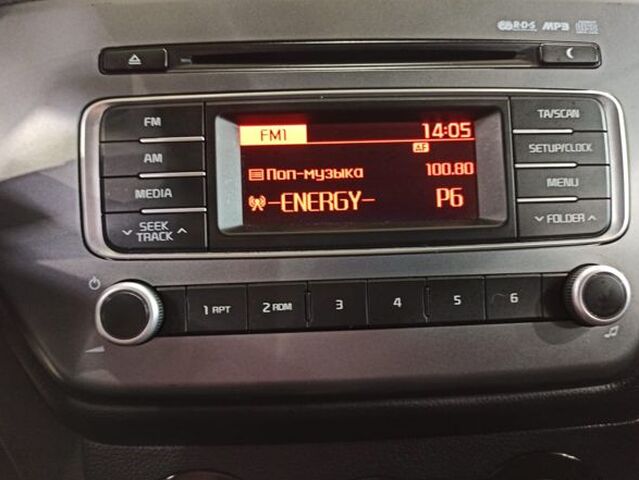 R·D·S MP3
FM
AM
MEDIA
SEEK
TRACK
FM1 14:05
AF
Поп-музыка 100.80
-ENERGY- P6
TA/SCAN
SETUP/CLOCK
MENU
FOLDER
1 RPT 2 RDM 3 4 5 6